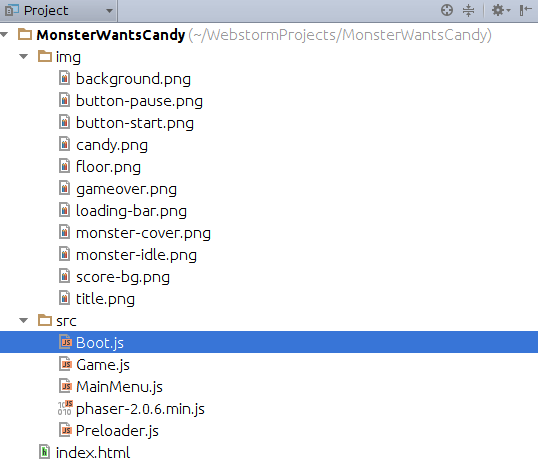 Project
MonsterWantsCandy (~/WebstormProjects/MonsterWantsCandy)
img
background.png
button-pause.png
button-start.png
candy.png
floor.png
gameover.png
loading-bar.png
monster-cover.png
monster-idle.png
score-bg.png
title.png
src
Boot.js
Game.js
MainMenu.js
phaser-2.0.6.min.js
Preloader.js
index.html